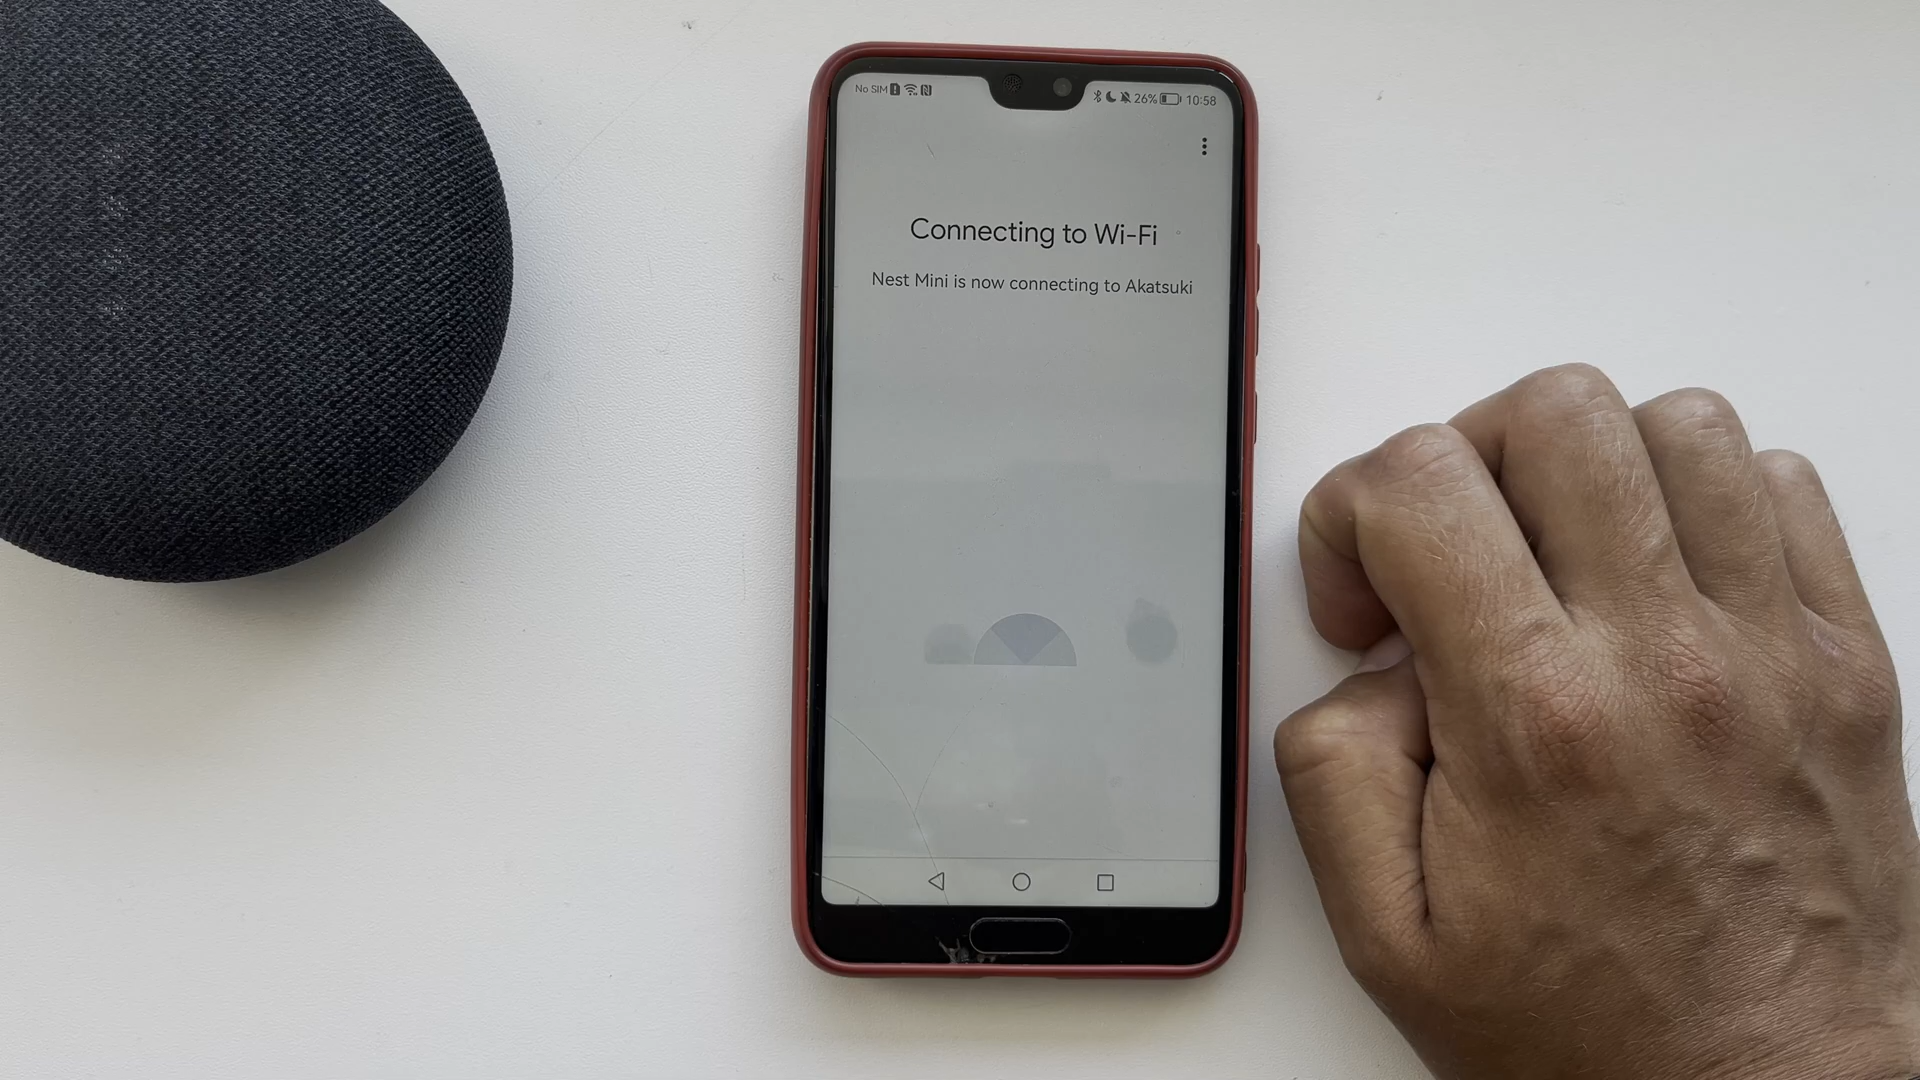 No SIM 26% 10:58
Connecting to Wi-Fi
Nest Mini is now connecting to Akatsuki